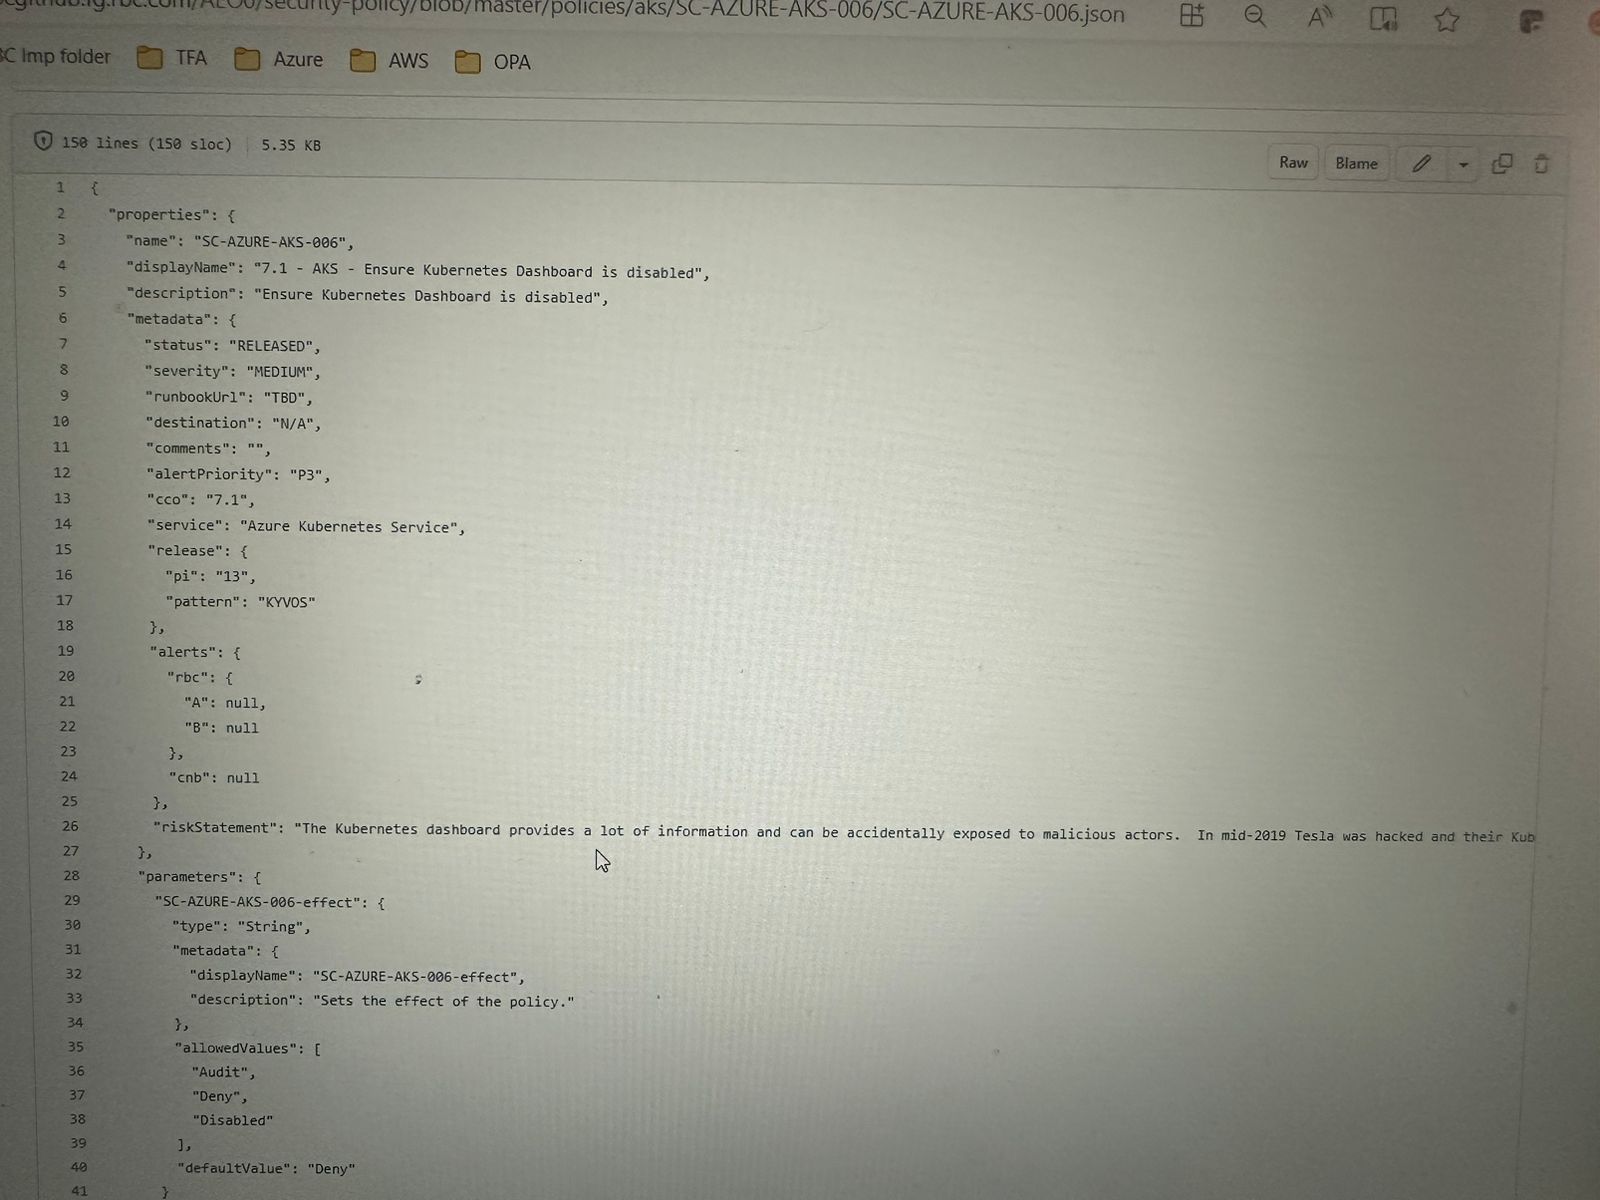 security-policy/blob/master/policies/aks/SC-AZURE-AKS-006/SC-AZURE-AKS-006.json
Imp folder TFA Azure AWS OPA
150 lines (150 sloc) 5.35 KB Raw Blame
1 {
2 "properties": {
3 "name": "SC-AZURE-AKS-006",
4 "displayName": "7.1 - AKS - Ensure Kubernetes Dashboard is disabled",
5 "description": "Ensure Kubernetes Dashboard is disabled",
6 "metadata": {
7 "status": "RELEASED",
8 "severity": "MEDIUM",
9 "runbookUrl": "TBD",
10 "destination": "N/A",
11 "comments": "",
12 "alertPriority": "P3",
13 "cco": "7.1",
14 "service": "Azure Kubernetes Service",
15 "release": {
16 "pi": "13",
17 "pattern": "KYVOS"
18 },
19 "alerts": {
20 "rbc": {
21 "A": null,
22 "B": null
23 },
24 "cnb": null
25 },
26 "riskStatement": "The Kubernetes dashboard provides a lot of information and can be accidentally exposed to malicious actors. In mid-2019 Tesla was hacked and their Kub
27 },
28 "parameters": {
29 "SC-AZURE-AKS-006-effect": {
30 "type": "String",
31 "metadata": {
32 "displayName": "SC-AZURE-AKS-006-effect",
33 "description": "Sets the effect of the policy."
34 },
35 "allowedValues": [
36 "Audit",
37 "Deny",
38 "Disabled"
39 ],
40 "defaultValue": "Deny"
41 }